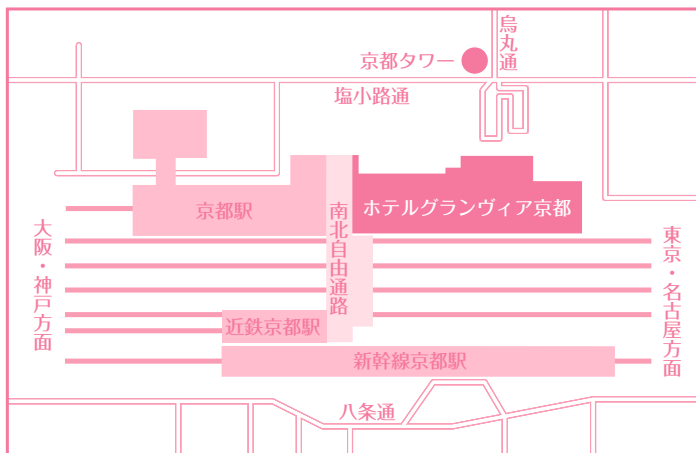 烏丸通
京都タワー
塩小路通
京都駅
南北自由通路
ホテルグランヴィア京都
大阪・神戸方面
東京・名古屋方面
近鉄京都駅
新幹線京都駅
八条通